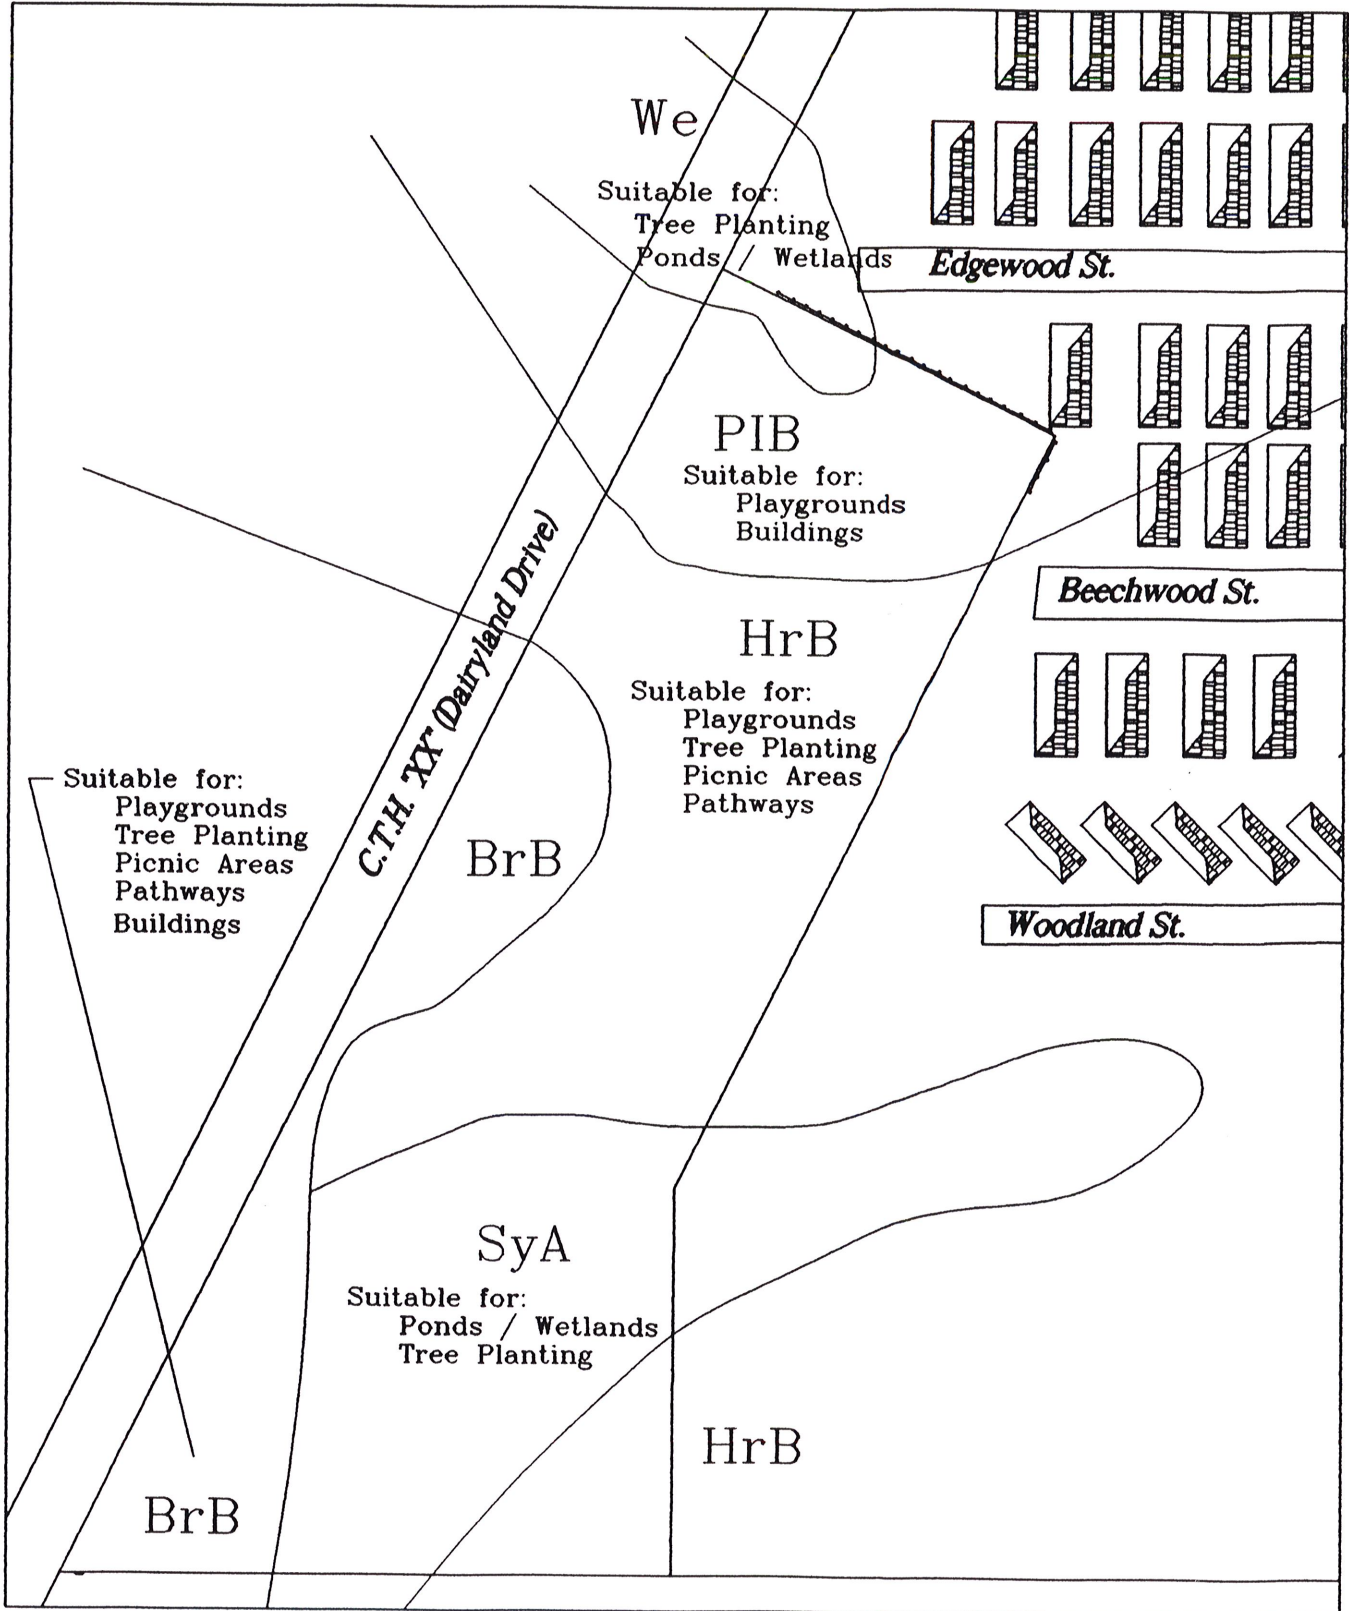 We
Suitable for:
Tree Planting
Ponds / Wetlands
Edgewood St.
PIB
Suitable for:
Playgrounds
Buildings
Beechwood St.
HrB
Suitable for:
Playgrounds
Tree Planting
Picnic Areas
Pathways
C.T.H. "XX" (Dairyland Drive)
Suitable for:
Playgrounds
Tree Planting
Picnic Areas
Pathways
Buildings
BrB
Woodland St.
SyA
Suitable for:
Ponds / Wetlands
Tree Planting
HrB
BrB